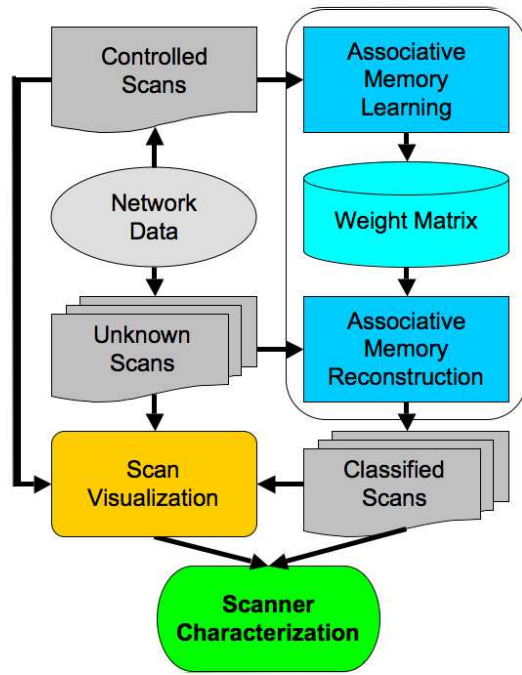 Controlled
Scans
Associative
Memory
Learning
Network
Data
Weight Matrix
Unknown
Scans
Associative
Memory
Reconstruction
Scan
Visualization
Classified
Scans
Scanner
Characterization